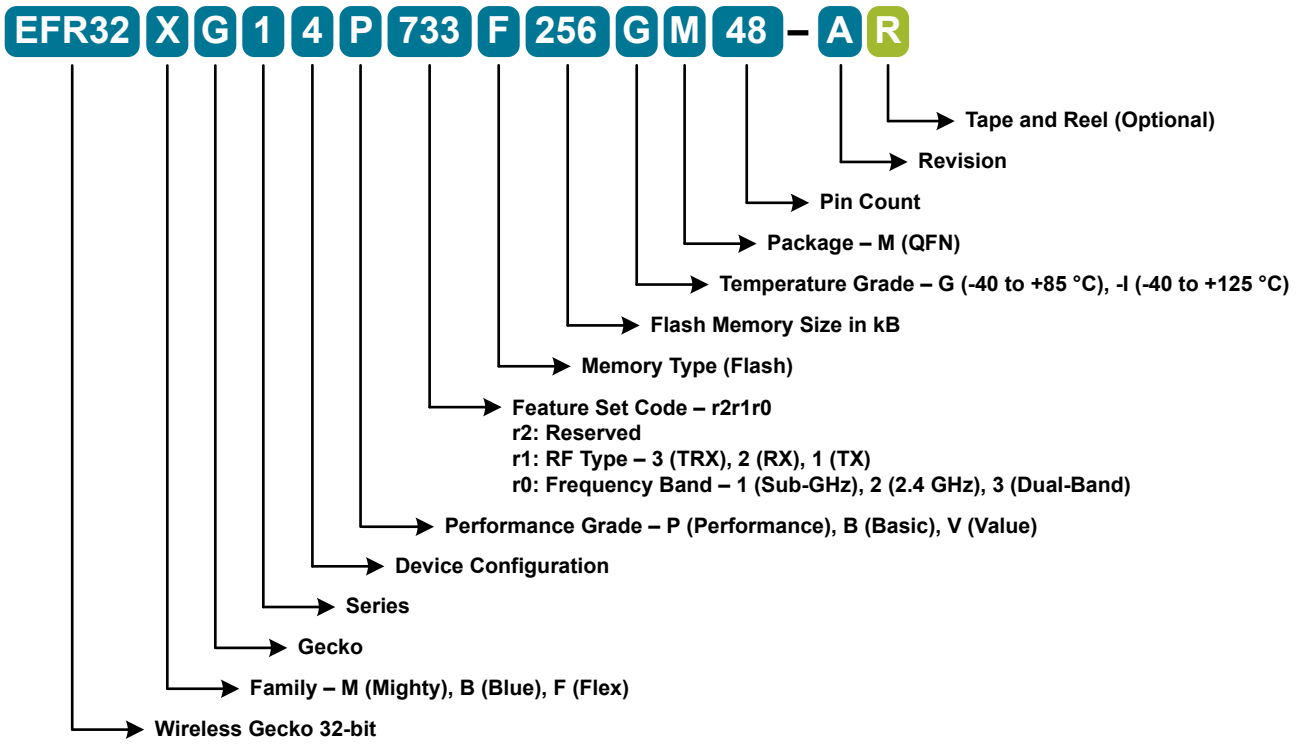 EFR32 X G 1 4 P 733 F 256 G M 48 – A R
Tape and Reel (Optional)
Revision
Pin Count
Package – M (QFN)
Temperature Grade – G (-40 to +85 °C), -I (-40 to +125 °C)
Flash Memory Size in kB
Memory Type (Flash)
Feature Set Code – r2r1r0
r2: Reserved
r1: RF Type – 3 (TRX), 2 (RX), 1 (TX)
r0: Frequency Band – 1 (Sub-GHz), 2 (2.4 GHz), 3 (Dual-Band)
Performance Grade – P (Performance), B (Basic), V (Value)
Device Configuration
Series
Gecko
Family – M (Mighty), B (Blue), F (Flex)
Wireless Gecko 32-bit